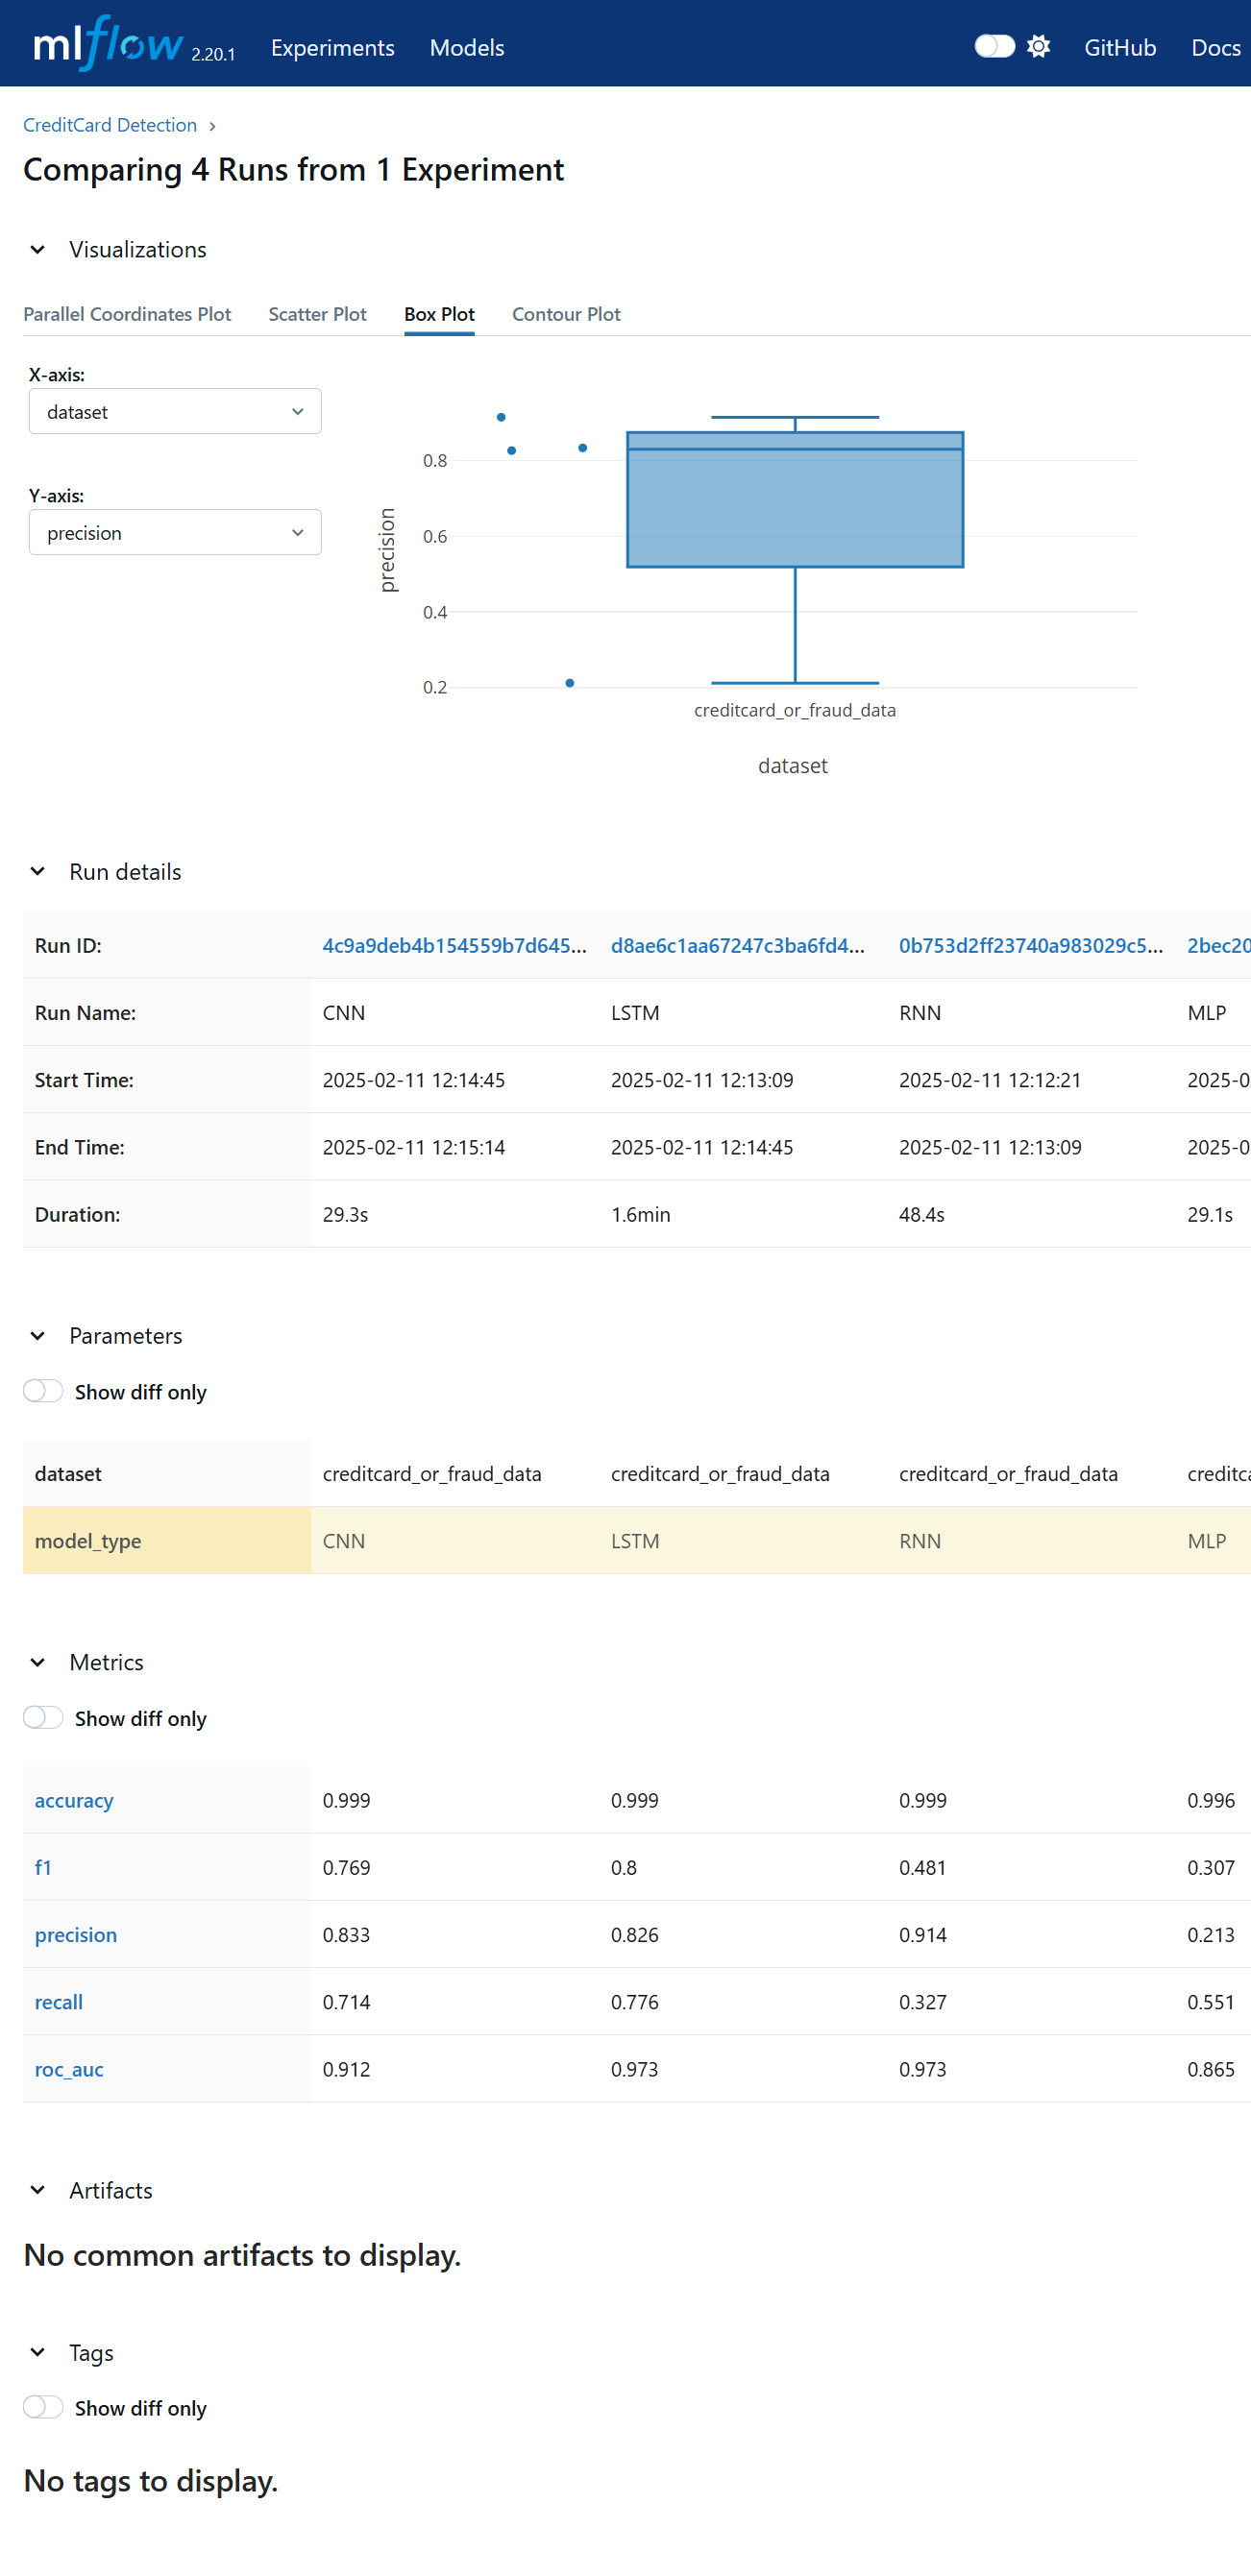 mlflow 2.20.1 Experiments Models GitHub Docs
CreditCard Detection ›
Comparing 4 Runs from 1 Experiment
Visualizations
Parallel Coordinates Plot Scatter Plot Box Plot Contour Plot
X-axis:
dataset
Y-axis:
precision
0.8
0.6
0.4
0.2
precision
creditcard_or_fraud_data
dataset
Run details
Run ID: 4c9a9deb4b154559b7d645... d8ae6c1aa67247c3ba6fd4... 0b753d2ff23740a983029c5... 2bec20
Run Name: CNN LSTM RNN MLP
Start Time: 2025-02-11 12:14:45 2025-02-11 12:13:09 2025-02-11 12:12:21 2025-0
End Time: 2025-02-11 12:15:14 2025-02-11 12:14:45 2025-02-11 12:13:09 2025-0
Duration: 29.3s 1.6min 48.4s 29.1s
Parameters
Show diff only
dataset creditcard_or_fraud_data creditcard_or_fraud_data creditcard_or_fraud_data creditc
model_type CNN LSTM RNN MLP
Metrics
Show diff only
accuracy 0.999 0.999 0.999 0.996
f1 0.769 0.8 0.481 0.307
precision 0.833 0.826 0.914 0.213
recall 0.714 0.776 0.327 0.551
roc_auc 0.912 0.973 0.973 0.865
Artifacts
No common artifacts to display.
Tags
Show diff only
No tags to display.